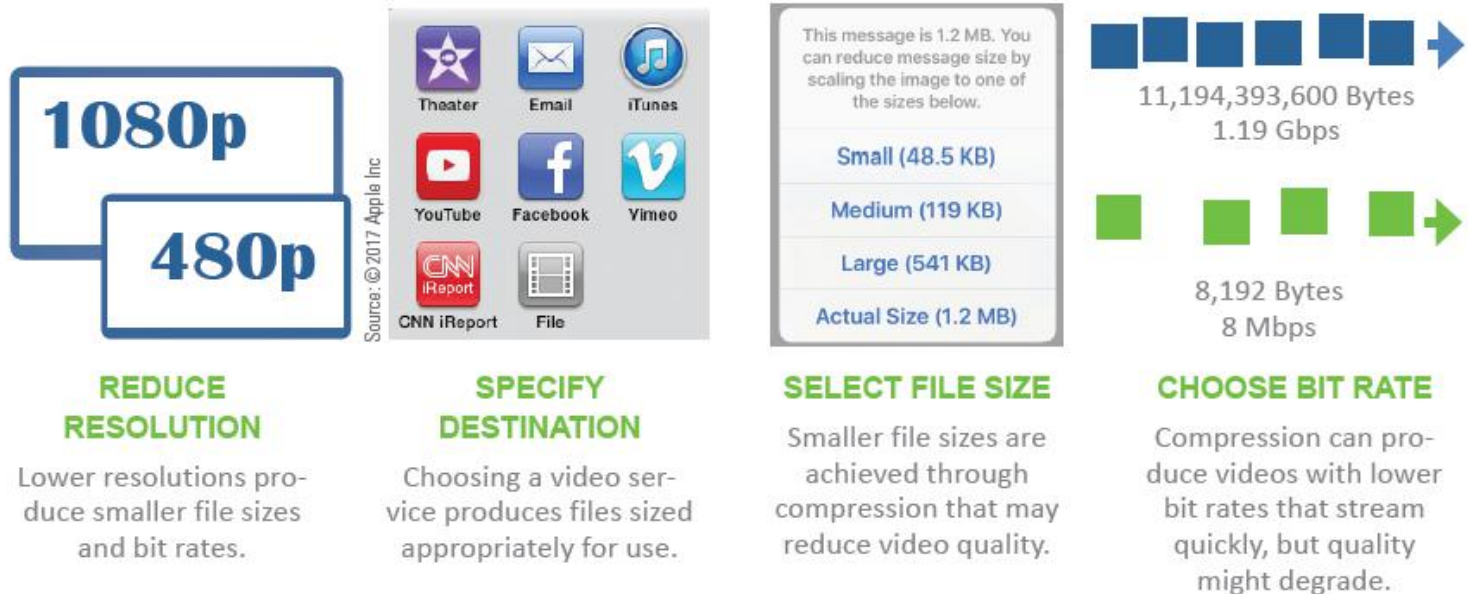 1080p
480p
Source: © 2017 Apple Inc
Theater
Email
iTunes
YouTube
Facebook
Vimeo
CNN
iReport
CNN iReport
File
This message is 1.2 MB. You
can reduce message size by
scaling the image to one of
the sizes below.
Small (48.5 KB)
Medium (119 KB)
Large (541 KB)
Actual Size (1.2 MB)
11,194,393,600 Bytes
1.19 Gbps
8,192 Bytes
8 Mbps
REDUCE
RESOLUTION
Lower resolutions pro-
duce smaller file sizes
and bit rates.
SPECIFY
DESTINATION
Choosing a video ser-
vice produces files sized
appropriately for use.
SELECT FILE SIZE
Smaller file sizes are
achieved through
compression that may
reduce video quality.
CHOOSE BIT RATE
Compression can pro-
duce videos with lower
bit rates that stream
quickly, but quality
might degrade.